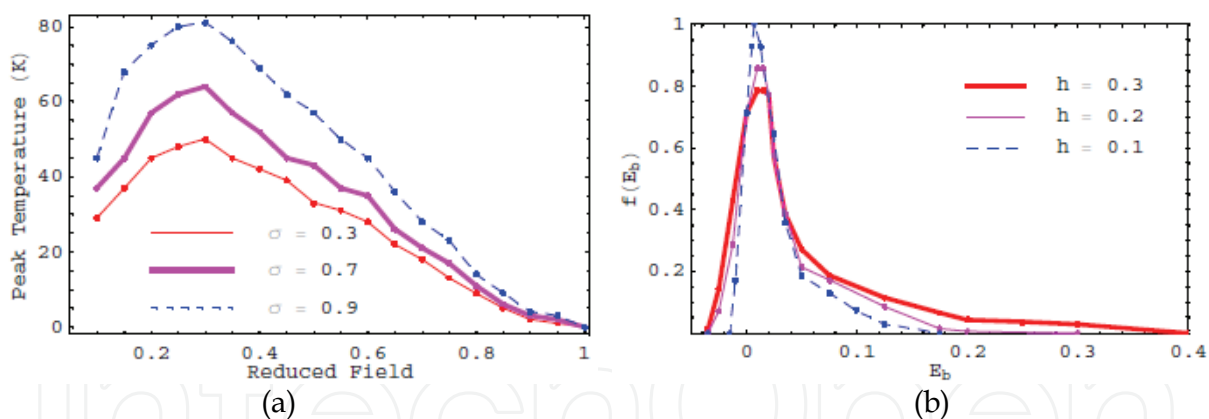 Peak Temperature (K)
80
60
40
20
0
σ = 0.3
σ = 0.7
σ = 0.9
0.2 0.4 0.6 0.8 1
Reduced Field
(a)
b)
f(E_b)
1
0.8
0.6
0.4
0.2
h = 0.3
h = 0.2
h = 0.1
0 0.1 0.2 0.3 0.4
E_b
(b)